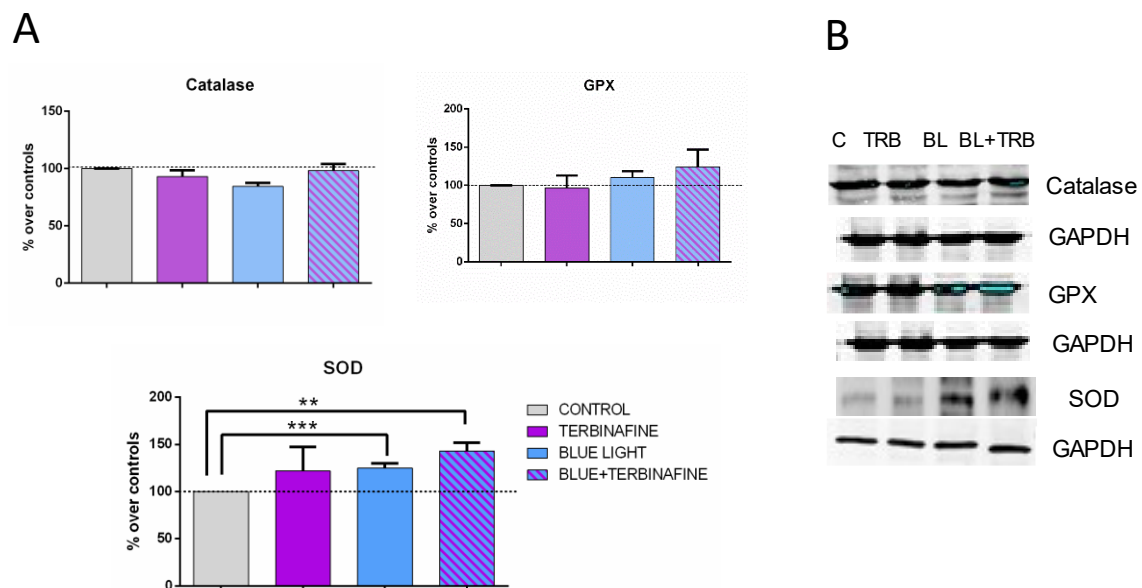 A
Catalase
% over controls
150
100
50
0
GPX
% over controls
200
150
100
50
0
SOD
% over controls
200
150
100
50
0
**
***
CONTROL
TERBINAFINE
BLUE LIGHT
BLUE+TERBINAFINE
B
C TRB BL BL+TRB
Catalase
GAPDH
GPX
GAPDH
SOD
GAPDH